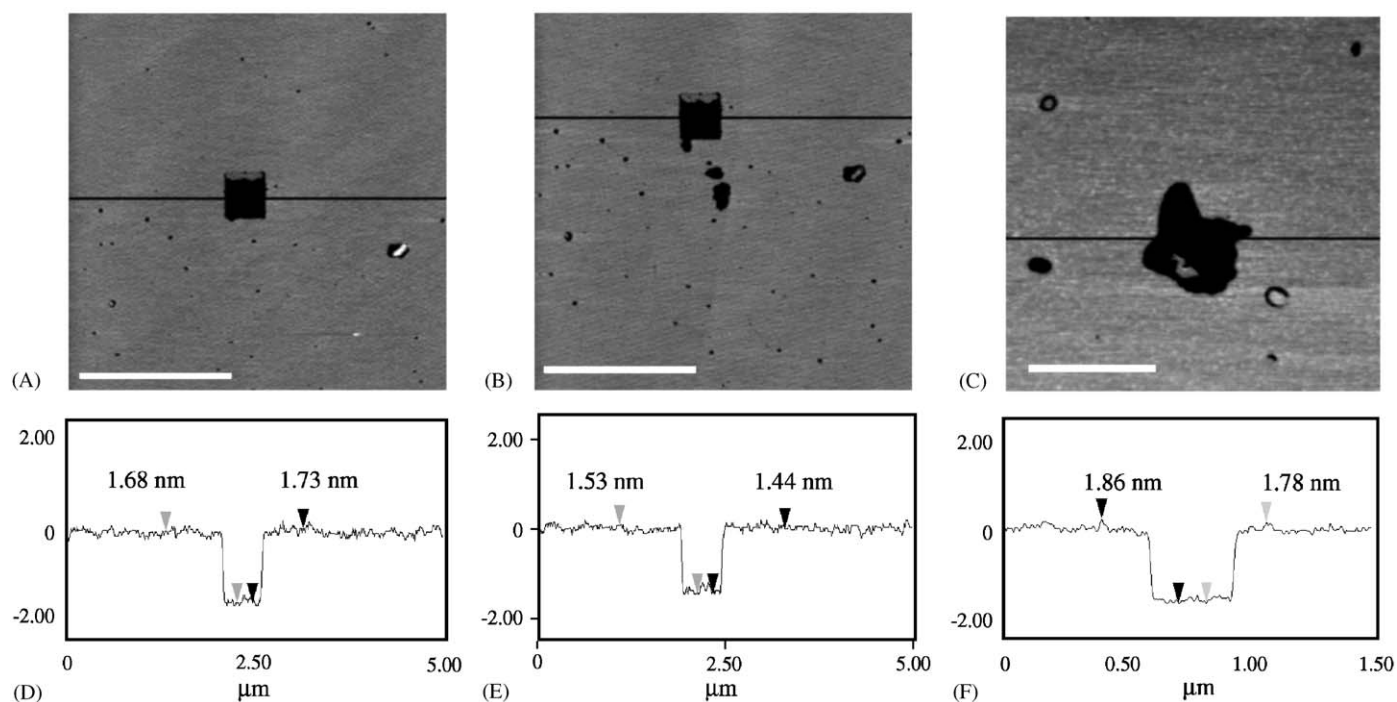 (A)
(B)
(C)
2.00
0
-2.00
1.68 nm
1.73 nm
0
2.50
5.00
µm
(D)
2.00
0
-2.00
1.53 nm
1.44 nm
0
2.50
5.00
µm
(E)
2.00
0
-2.00
1.86 nm
1.78 nm
0
0.50
1.00
1.50
µm
(F)